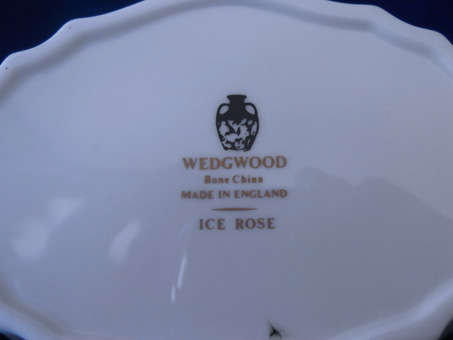 WEDGWOOD
Bone China
MADE IN ENGLAND
ICE ROSE